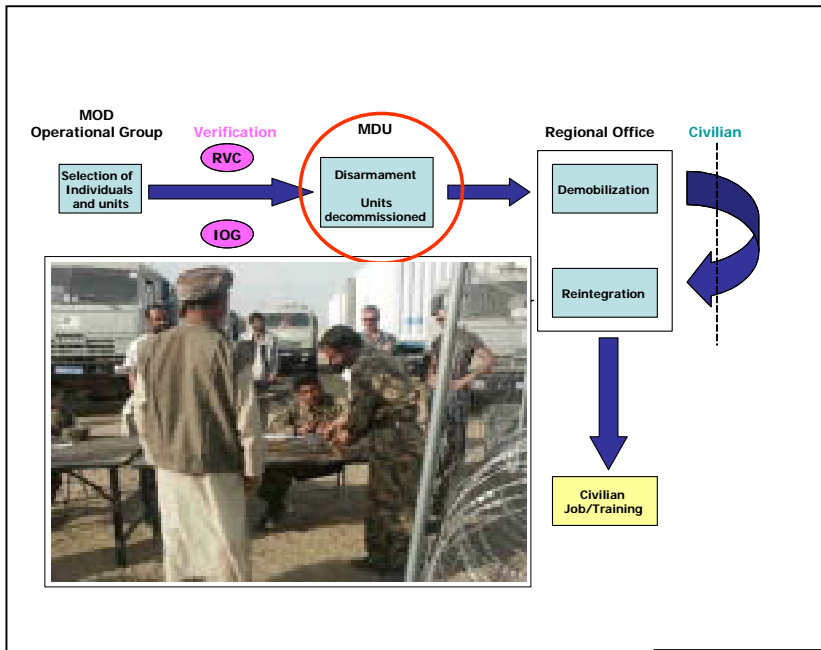 MOD
Operational Group
Verification
MDU
Regional Office
Civilian
RVC
Selection of
Individuals
and units
Disarmament
Units
decommissioned
Demobilization
IOG
Reintegration
Civilian
Job/Training